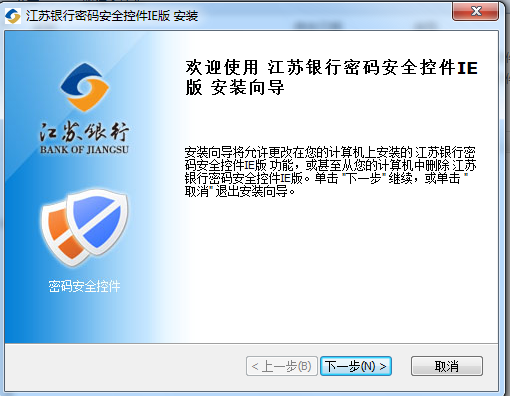 江苏银行密码安全控件IE版 安装
欢迎使用 江苏银行密码安全控件IE
版 安装向导
江苏银行
BANK OF JIANGSU
安装向导将允许更改在您的计算机上安装的 江苏银行密
码安全控件IE版 功能，或甚至从您的计算机中删除 江苏
银行密码安全控件IE版。单击 "下一步" 继续，或单击 "
取消" 退出安装向导。
密码安全控件
< 上一步(B)
下一步(N) >
取消